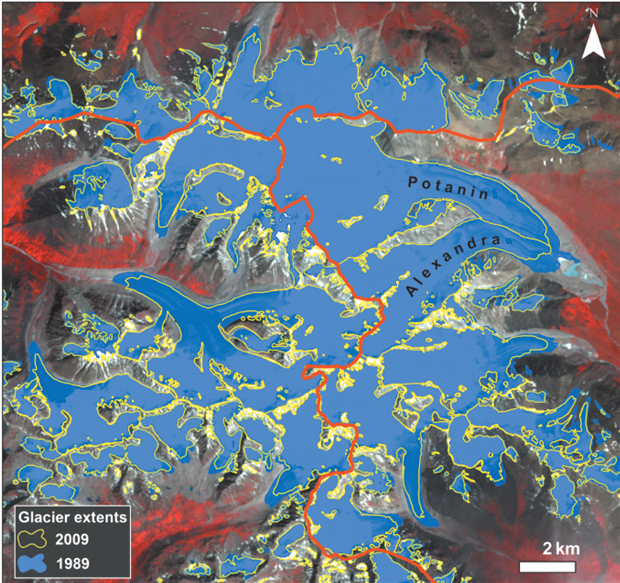 N
Potanin
Alexandra
Glacier extents
2009
1989
2 km